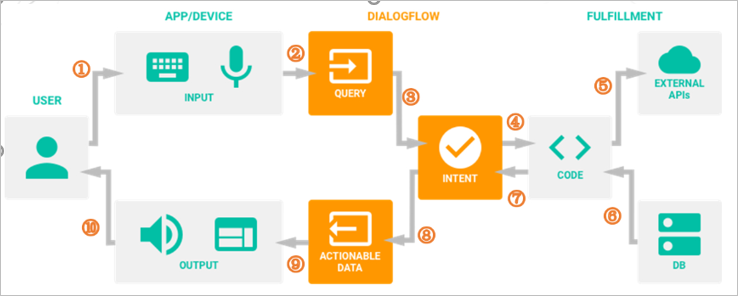 APP/DEVICE
DIALOGFLOW
FULFILLMENT
①
②
③
④
⑤
USER
INPUT
QUERY
EXTERNAL
APIs
INTENT
CODE
⑦
⑥
⑧
⑨
⑩
OUTPUT
ACTIONABLE
DATA
DB